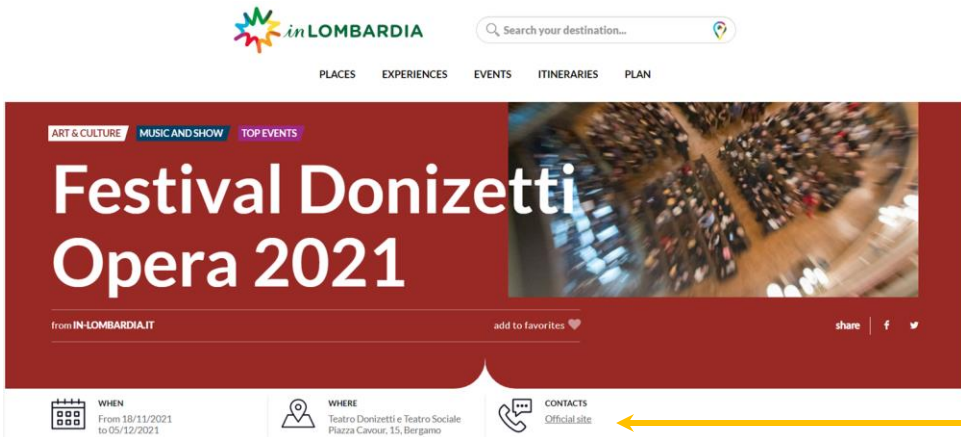 inLOMBARDIA
Search your destination...
PLACES EXPERIENCES EVENTS ITINERARIES PLAN
ART & CULTURE MUSIC AND SHOW TOP EVENTS
Festival Donizetti
Opera 2021
from IN-LOMBARDIA.IT add to favorites share
WHEN
From 18/11/2021
to 05/12/2021
WHERE
Teatro Donizetti e Teatro Sociale
Piazza Cavour, 15, Bergamo
CONTACTS
Official site